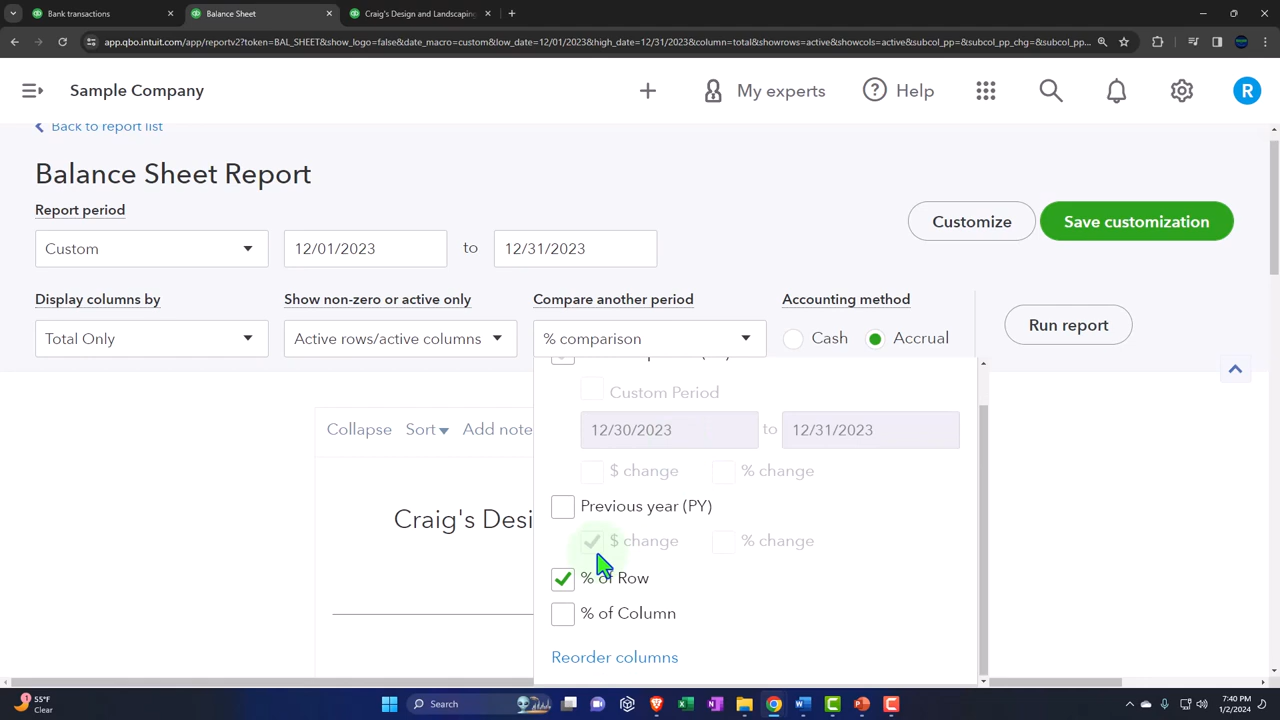 Bank transactions
Balance Sheet
Craig's Design and Landscaping
app.qbo.intuit.com/app/reportv2?token=BAL_SHEET&show_logo=false&date_macro=custom&low_date=12/01/2023&high_date=12/31/2023&column=total&showrows=active&showcols=active&subcol_pp=&subcol_pp_chg=&subcol_pp...
Sample Company
My experts
Help
R
Back to report list
Balance Sheet Report
Report period
Custom
12/01/2023
to
12/31/2023
Customize
Save customization
Display columns by
Show non-zero or active only
Compare another period
Accounting method
Total Only
Active rows/active columns
% comparison
Cash
Accrual
Run report
Collapse Sort Add note
Craig's Desi
Custom Period
12/30/2023 to 12/31/2023
$ change % change
Previous year (PY)
$ change % change
% of Row
% of Column
Reorder columns
55°F
Clear
Search
7:40 PM
1/2/2024